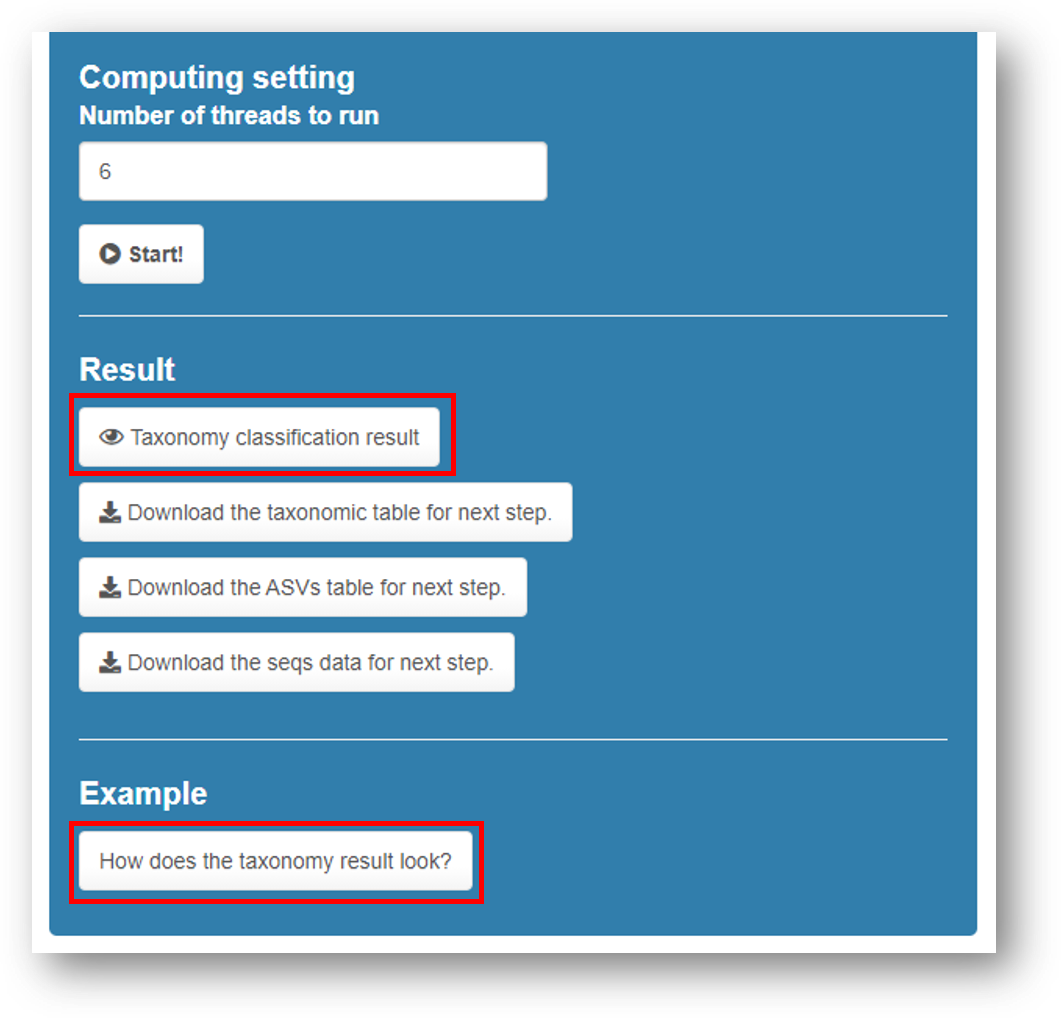 Computing setting
Number of threads to run
6
Start!
Result
Taxonomy classification result
Download the taxonomic table for next step.
Download the ASVs table for next step.
Download the seqs data for next step.
Example
How does the taxonomy result look?